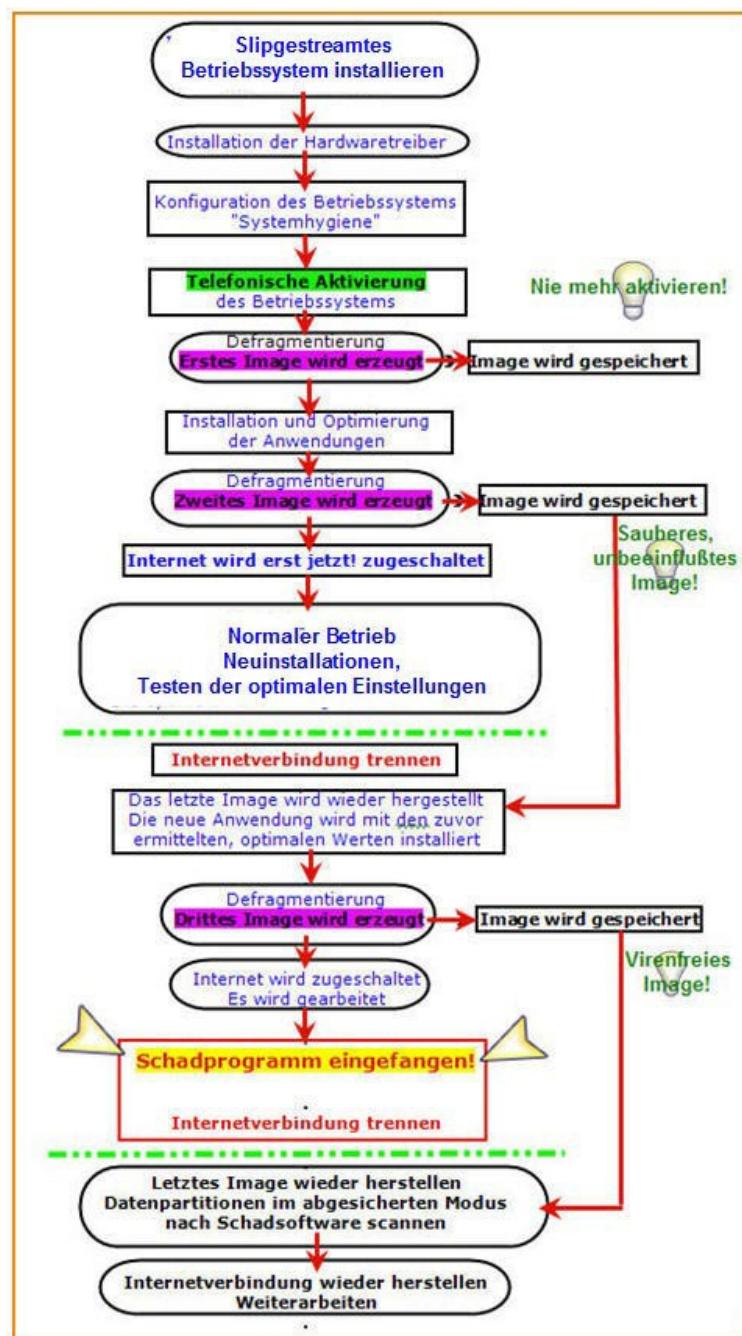 Slipgestreamtes
Betriebssystem installieren
Installation der Hardwaretreiber
Konfiguration des Betriebssystems
"Systemhygiene"
Telefonische Aktivierung
des Betriebssystems
Nie mehr aktivieren!
Defragmentierung
Erstes Image wird erzeugt
Image wird gespeichert
Installation und Optimierung
der Anwendungen
Defragmentierung
Zweites Image wird erzeugt
Image wird gespeichert
Sauberes,
unbeeinflußtes
Image!
Internet wird erst jetzt! zugeschaltet
Normaler Betrieb
Neuinstallationen,
Testen der optimalen Einstellungen
Internetverbindung trennen
Das letzte Image wird wieder hergestellt
Die neue Anwendung wird mit den zuvor
ermittelten, optimalen Werten installiert
Defragmentierung
Drittes Image wird erzeugt
Image wird gespeichert
Virenfreies
Image!
Internet wird zugeschaltet
Es wird gearbeitet
Schadprogramm eingefangen!
Internetverbindung trennen
Letztes Image wieder herstellen
Datenpartitionen im abgesicherten Modus
nach Schadsoftware scannen
Internetverbindung wieder herstellen
Weiterarbeiten